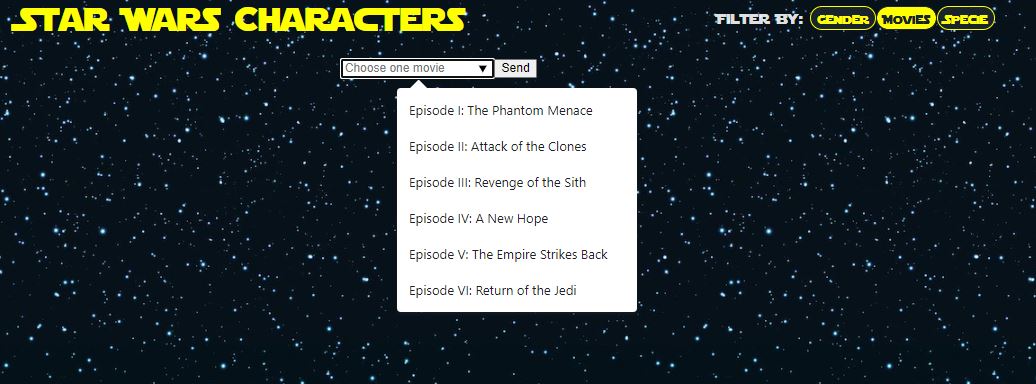 Star Wars Characters
Filter by: Gender Movies Specie
Choose one movie Send
Episode I: The Phantom Menace
Episode II: Attack of the Clones
Episode III: Revenge of the Sith
Episode IV: A New Hope
Episode V: The Empire Strikes Back
Episode VI: Return of the Jedi